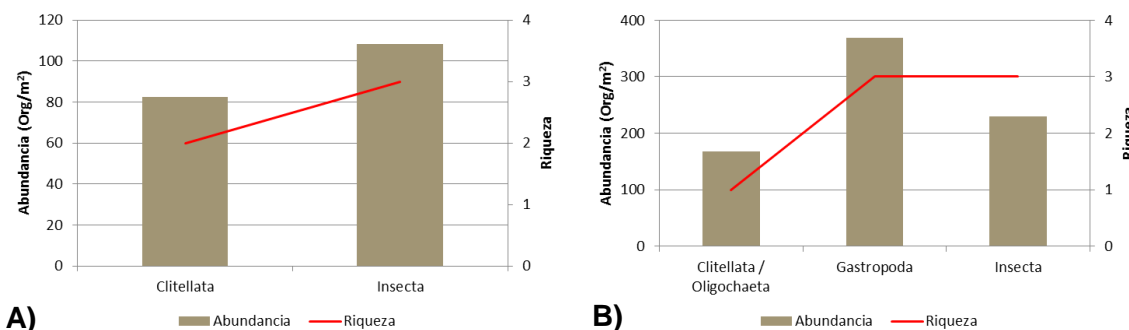 120
100
80
60
40
20
0
Abundancia (Org/m²)
4
3
2
1
0
Riqueza
Clitellata
Insecta
Abundancia
Riqueza
A)
400
300
200
100
0
Abundancia (Org/m²)
4
3
2
1
0
Riqueza
Clitellata /
Oligochaeta
Gastropoda
Insecta
Abundancia
Riqueza
B)